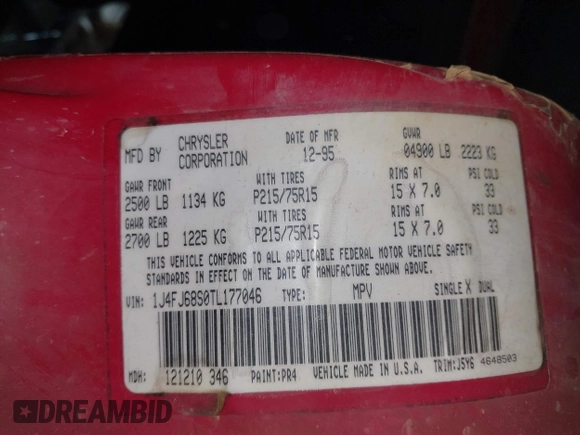 MFD BY CHRYSLER CORPORATION DATE OF MFR 12-95 GVWR 04900 LB 2223 KG
GAWR FRONT WITH TIRES RIMS AT PSI COLD
2500 LB 1134 KG P215/75R15 15 X 7.0 33
GAWR REAR WITH TIRES RIMS AT PSI COLD
2700 LB 1225 KG P215/75R15 15 X 7.0 33
THIS VEHICLE CONFORMS TO ALL APPLICABLE FEDERAL MOTOR VEHICLE SAFETY
STANDARDS IN EFFECT ON THE DATE OF MANUFACTURE SHOWN ABOVE.
VIN: 1J4FJ68S0TL177046 TYPE: MPV SINGLE X DUAL
MDH: 121210 346 PAINT:PR4 VEHICLE MADE IN U.S.A. TRIM:J5Y6 4648503
DREAMBID